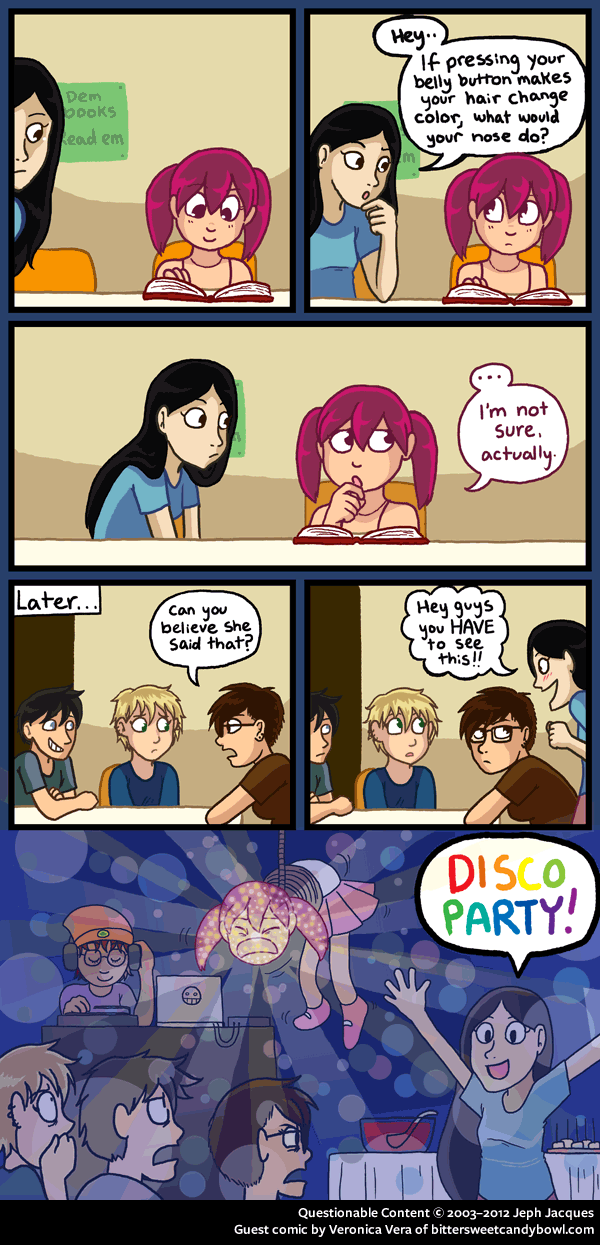 Dem
books
Read em
Hey..
If pressing your
belly button makes
your hair change
color, what would
your nose do?
...
I'm not
sure,
actually.
Later...
Can you
believe she
said that?
Hey guys
you HAVE
to see
this!!
DISCO
PARTY!
Questionable Content © 2003–2012 Jeph Jacques
Guest comic by Veronica Vera of bittersweetcandybowl.com